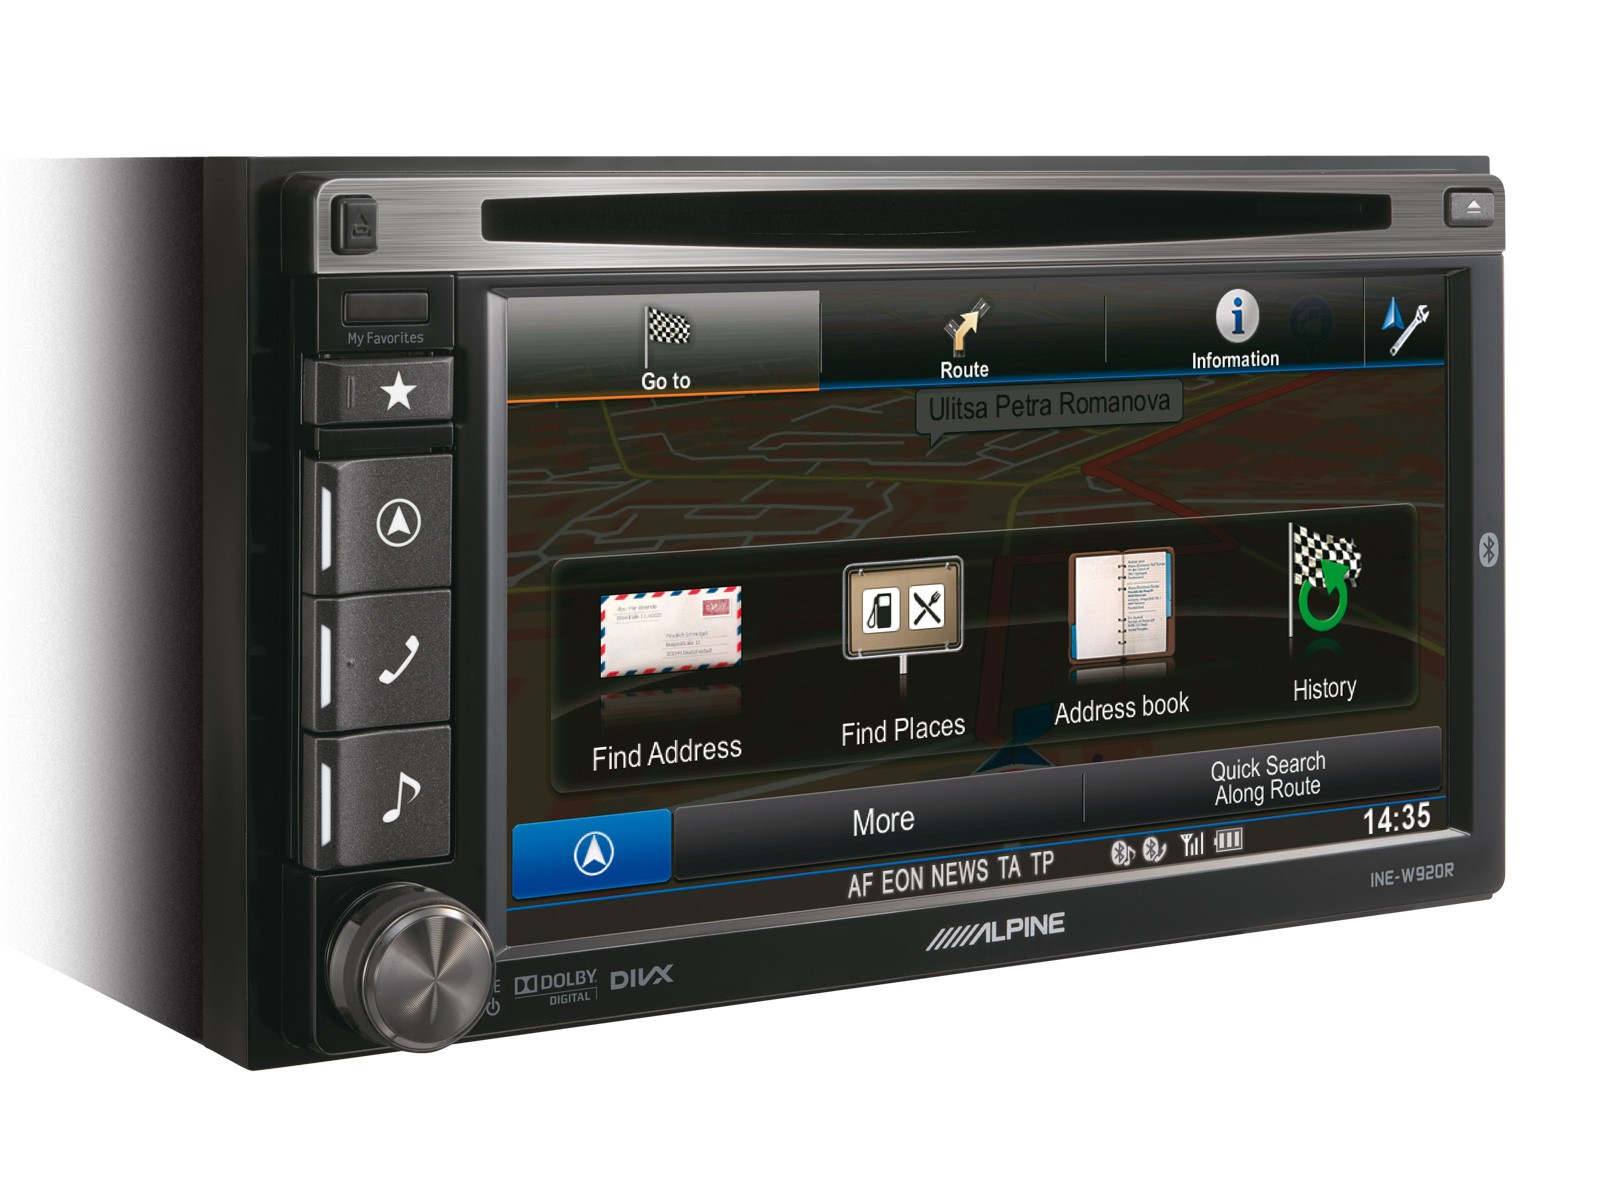 My Favorites
Go to
Route
Information
Ulitsa Petra Romanova
Find Address
Find Places
Address book
History
More
Quick Search
Along Route
AF EON NEWS TA TP
14:35
INE-W920R
ALPINE
DOLBY
DIGITAL
DIVX